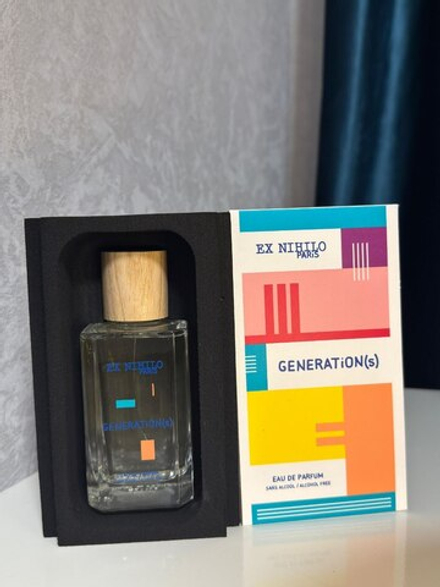 EX NIHILO
PARiS
GENERATiON(s)
EX NIHILO
PARiS
GENERATiON(s)
EAU DE PARFUM
SANS ALCOOL / ALCOHOL FREE